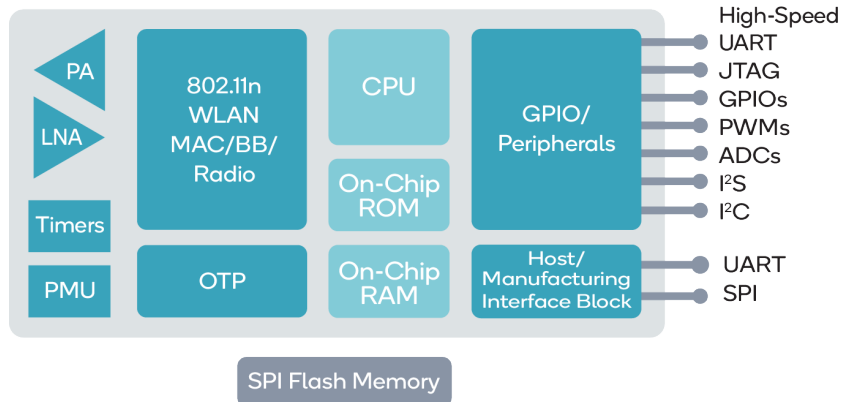 PA
LNA
Timers
PMU
802.11n
WLAN
MAC/BB/
Radio
OTP
CPU
On-Chip
ROM
On-Chip
RAM
GPIO/
Peripherals
Host/
Manufacturing
Interface Block
High-Speed
UART
JTAG
GPIOs
PWMs
ADCs
I²S
I²C
UART
SPI
SPI Flash Memory